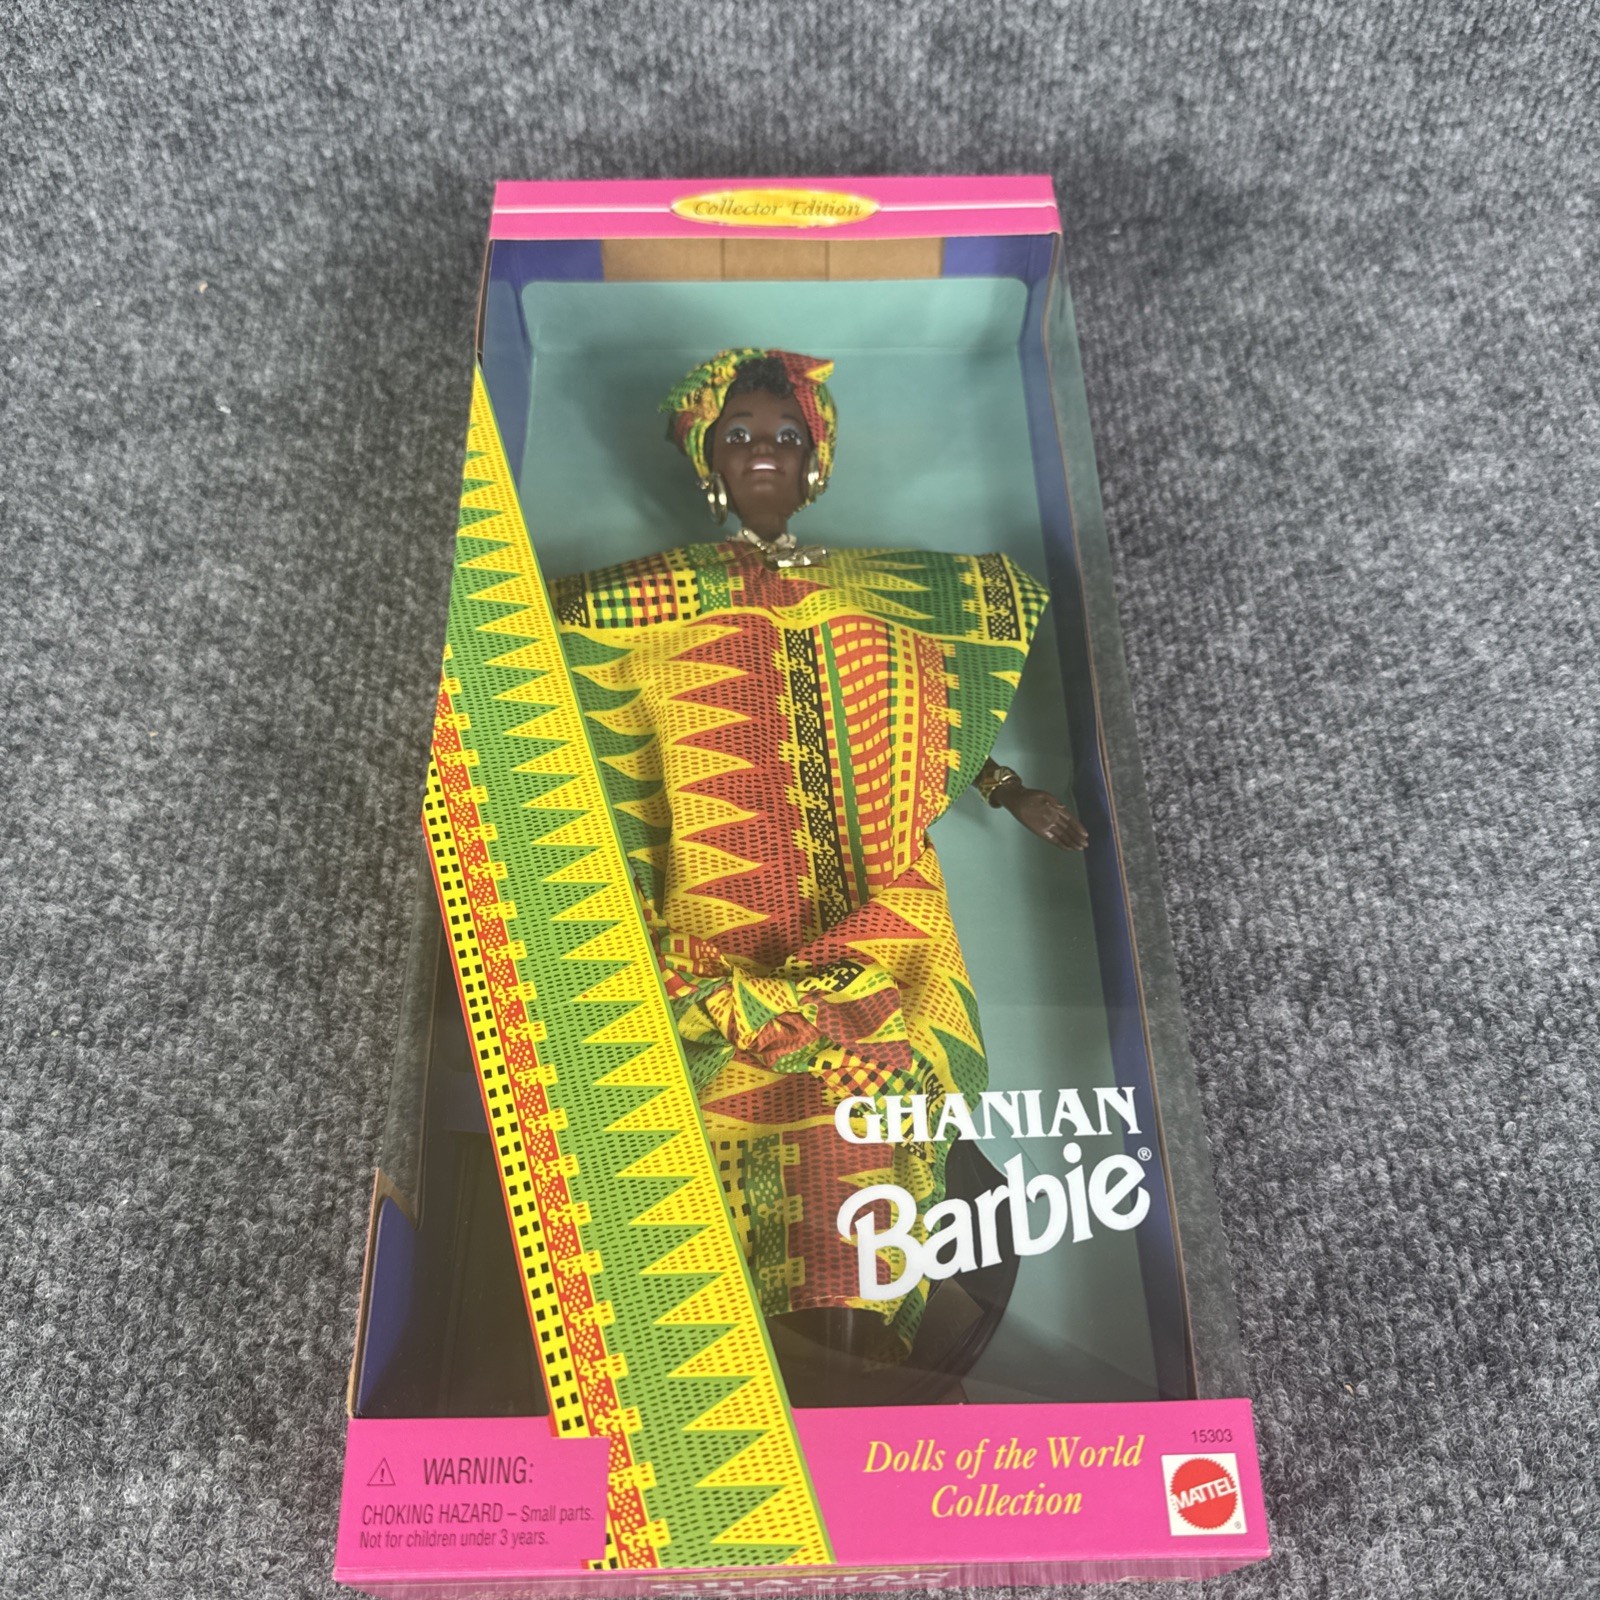 Collector Edition
GHANIAN
Barbie®
15303
Dolls of the World
Collection
MATTEL
®
⚠ WARNING:
CHOKING HAZARD – Small parts.
Not for children under 3 years.
GHANIAN